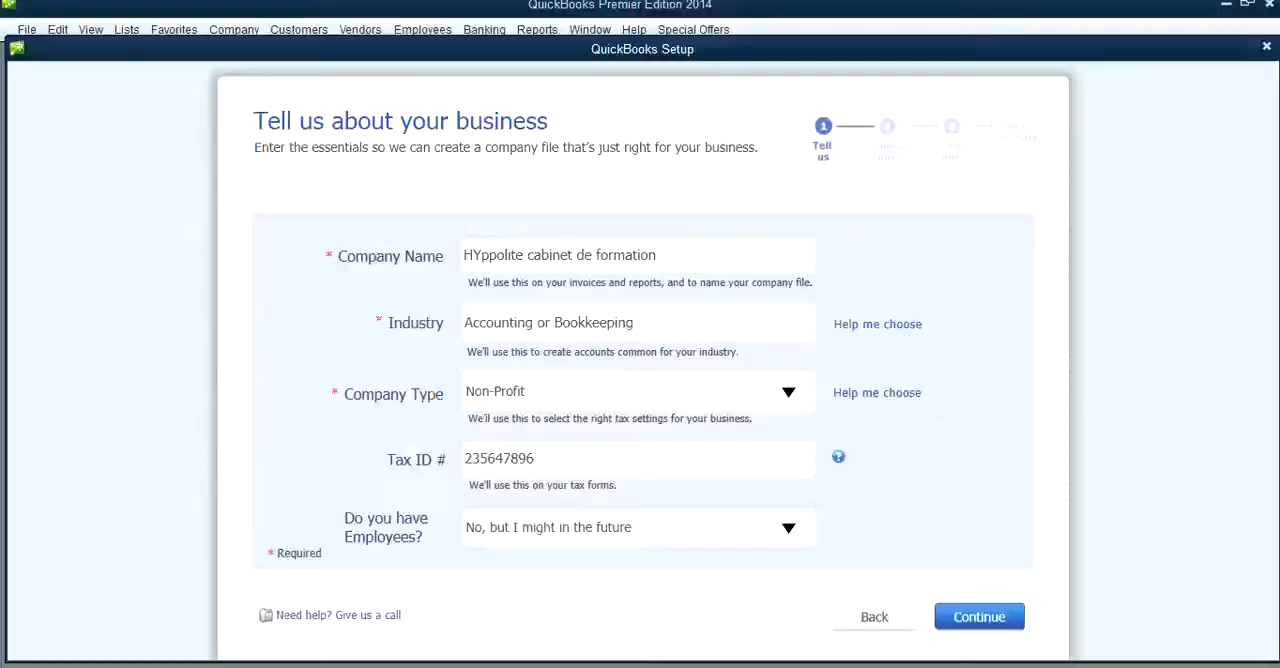 QuickBooks Premier Edition 2014
File Edit View Lists Favorites Company Customers Vendors Employees Banking Reports Window Help Special Offers
QuickBooks Setup
Tell us about your business
Enter the essentials so we can create a company file that's just right for your business.
1
Tell
us
* Company Name HYppolite cabinet de formation
We'll use this on your invoices and reports, and to name your company file.
* Industry Accounting or Bookkeeping Help me choose
We'll use this to create accounts common for your industry.
* Company Type Non-Profit Help me choose
We'll use this to select the right tax settings for your business.
Tax ID # 235647896
We'll use this on your tax forms.
Do you have
Employees? No, but I might in the future
* Required
Need help? Give us a call Back Continue